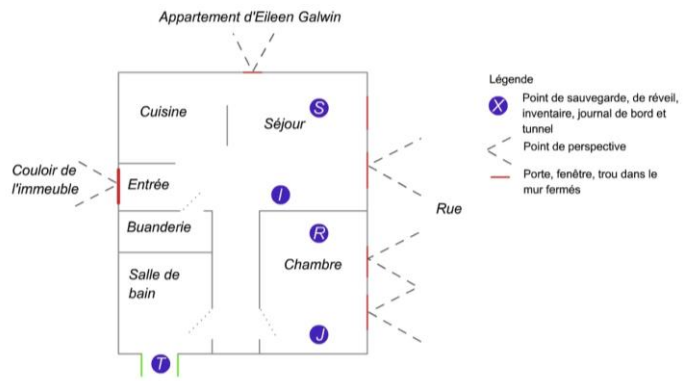 Appartement d'Eileen Galwin
Cuisine
S
Séjour
Couloir de
l'immeuble
Entrée
I
Rue
Buanderie
R
Chambre
Salle de
bain
J
T
Légende
X
Point de sauvegarde, de réveil,
inventaire, journal de bord et
tunnel
Point de perspective
Porte, fenêtre, trou dans le
mur fermés